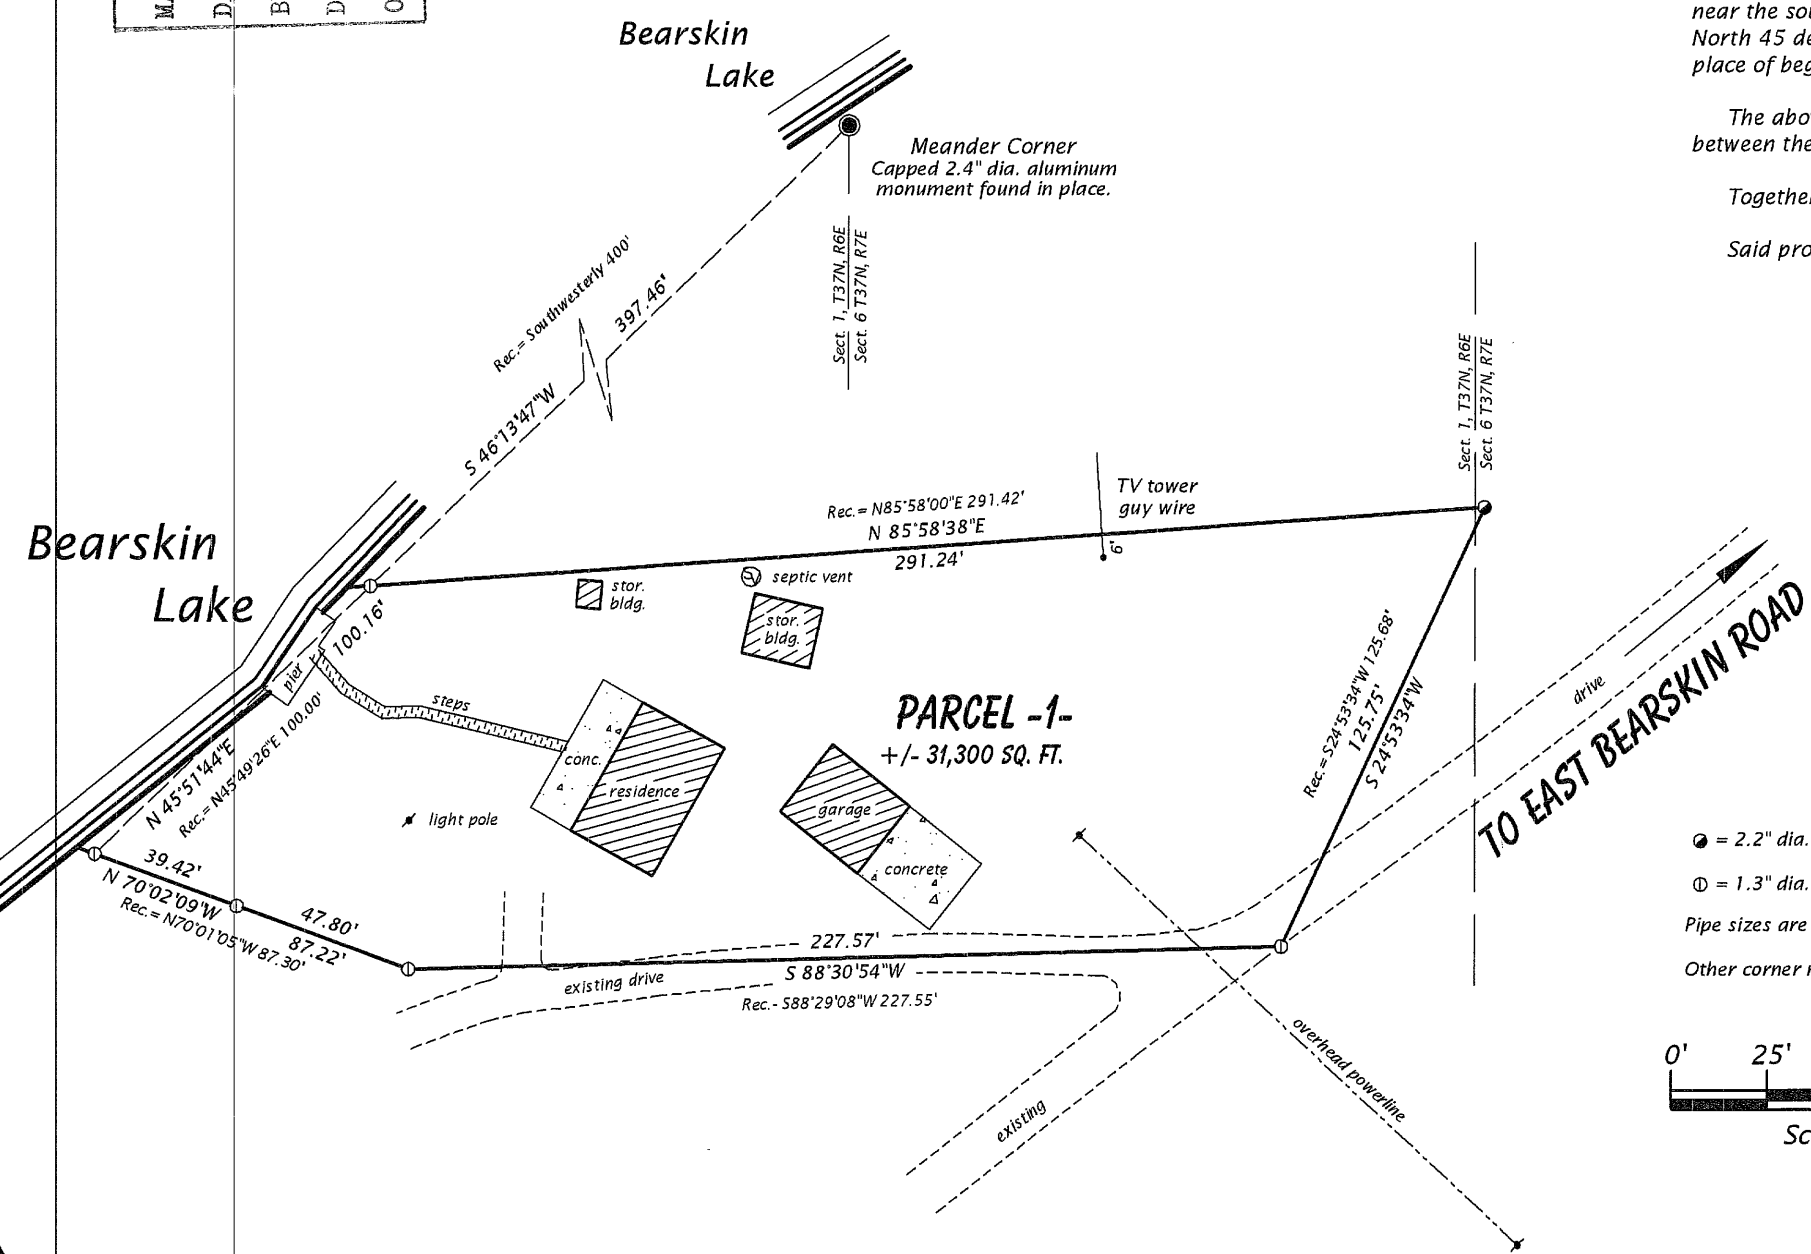 Bearskin
Lake
near the sou
North 45 de
place of beg
The abo
between the
Together
Said pro
Meander Corner
Capped 2.4" dia. aluminum
monument found in place.
Sect. 1, T37N, R6E
Sect. 6 T37N, R7E
Rec.= Southwesterly 400'
397.46'
S 46°13'47"W
Sect. 1, T37N, R6E
Sect. 6 T37N, R7E
Rec.= N85°58'00"E 291.42'
N 85°58'38"E
291.24'
TV tower
guy wire
6'
Bearskin
Lake
100.16'
pier
steps
stor.
bldg.
septic vent
stor.
bldg.
N 45°51'44"E
Rec.= N45°49'26"E 100.00'
PARCEL -1-
+/- 31,300 SQ. FT.
conc.
residence
garage
concrete
light pole
Rec.= S24°53'34"W 125.68'
125.75'
S 24°53'34"W
drive
TO EAST BEARSKIN ROAD
39.42'
N 70°02'09"W
Rec.= N70°01'05"W 87.30'
47.80'
87.22'
227.57'
S 88°30'54"W
Rec.- S88°29'08"W 227.55'
existing drive
existing
overhead powerline
= 2.2" dia.
= 1.3" dia.
Pipe sizes are
Other corner
0' 25'
Sc